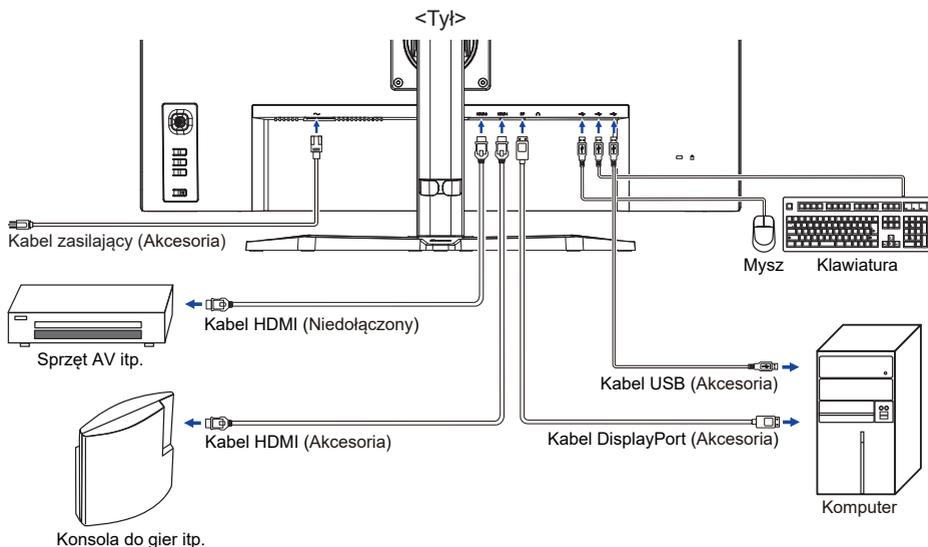 <Tył>
Kabel zasilający (Akcesoria)
Mysz
Klawiatura
Kabel HDMI (Niedołączony)
Sprzęt AV itp.
Kabel USB (Akcesoria)
Kabel HDMI (Akcesoria)
Kabel DisplayPort (Akcesoria)
Komputer
Konsola do gier itp.